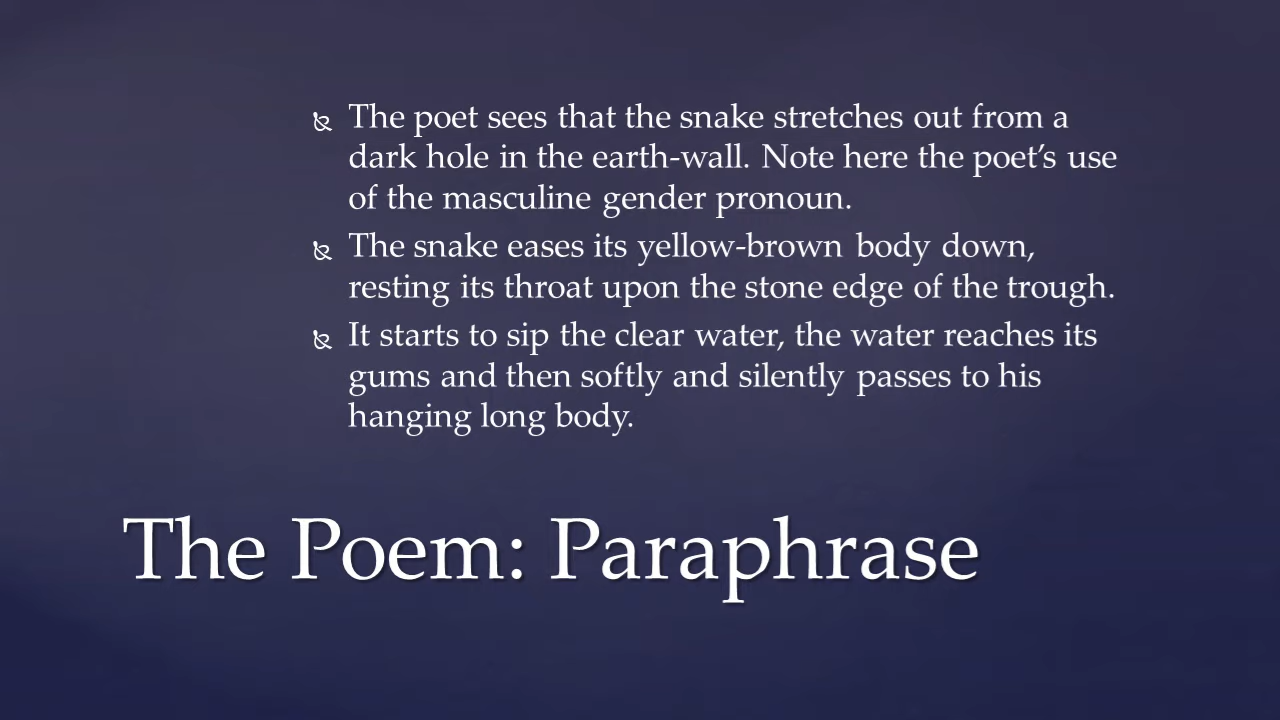 The poet sees that the snake stretches out from a
dark hole in the earth-wall. Note here the poet’s use
of the masculine gender pronoun.
The snake eases its yellow-brown body down,
resting its throat upon the stone edge of the trough.
It starts to sip the clear water, the water reaches its
gums and then softly and silently passes to his
hanging long body.
The Poem: Paraphrase